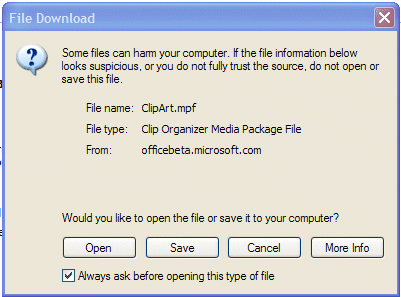 File Download
Some files can harm your computer. If the file information below
looks suspicious, or you do not fully trust the source, do not open or
save this file.
File name: ClipArt.mpf
File type: Clip Organizer Media Package File
From: officebeta.microsoft.com
Would you like to open the file or save it to your computer?
Open Save Cancel More Info
Always ask before opening this type of file